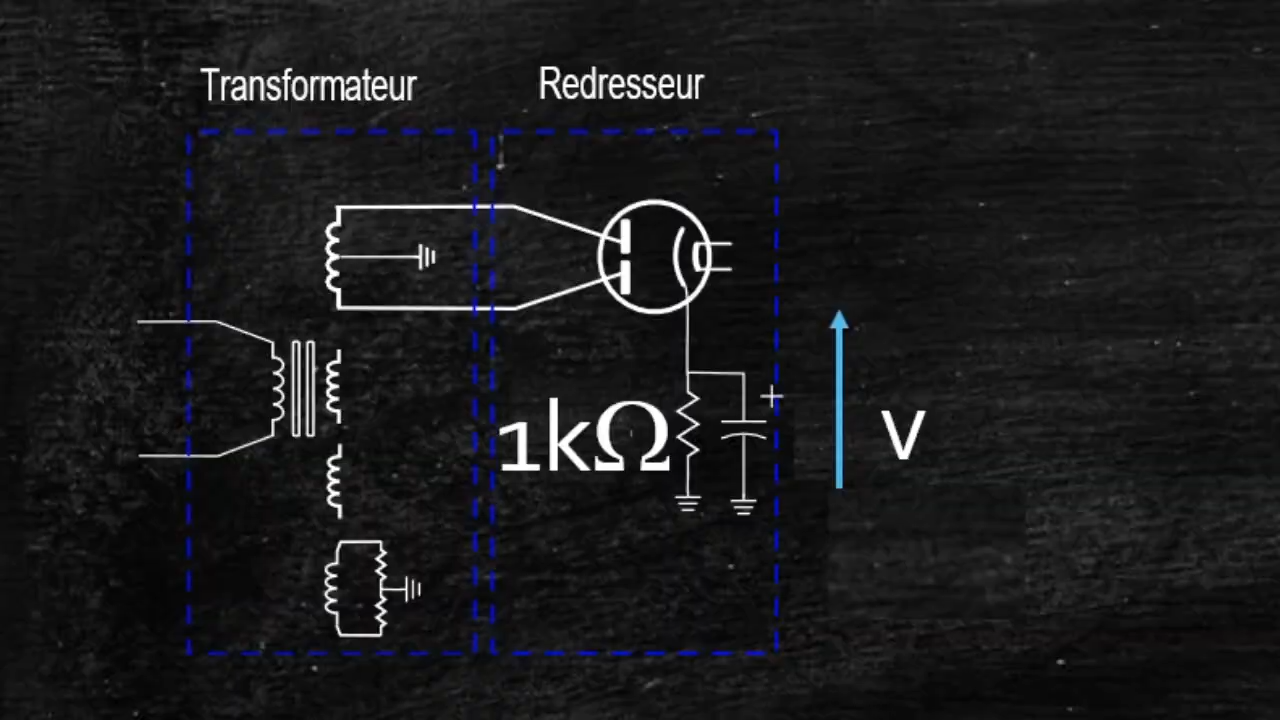 Transformateur
Redresseur
+
1kΩ
V